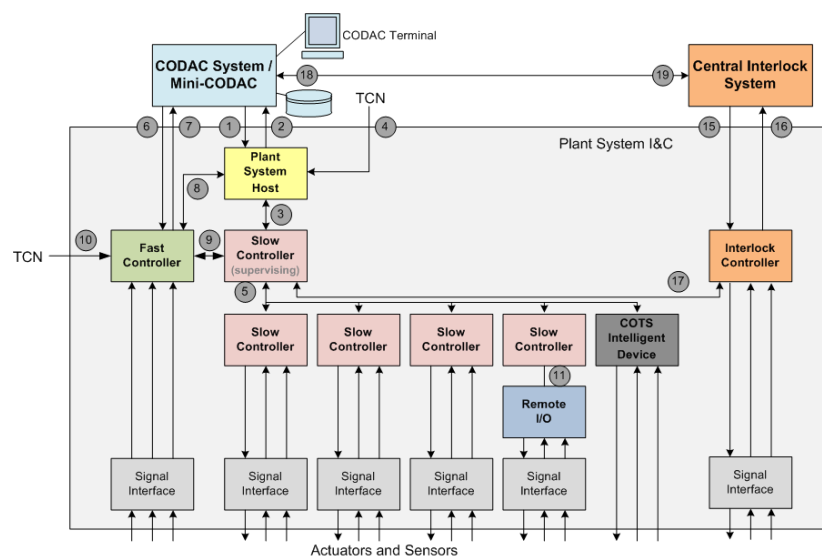 CODAC Terminal
CODAC System /
Mini-CODAC
18
19
Central Interlock
System
TCN
6
7
1
2
4
15
16
Plant System I&C
Plant
System
Host
8
3
10
9
TCN
Fast
Controller
Slow
Controller
(supervising)
Interlock
Controller
5
17
Slow
Controller
Slow
Controller
Slow
Controller
Slow
Controller
COTS
Intelligent
Device
11
Remote
I/O
Signal
Interface
Signal
Interface
Signal
Interface
Signal
Interface
Signal
Interface
Signal
Interface
Actuators and Sensors